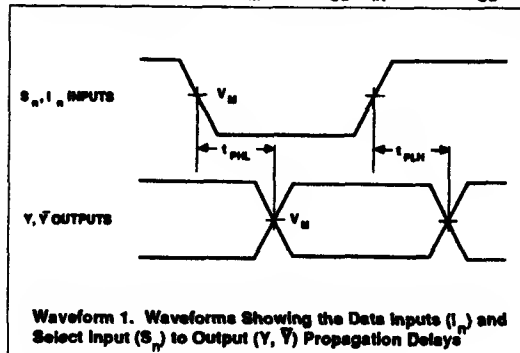 Sn, In INPUTS
VM
tPHL
tPLH
Y, Ȳ OUTPUTS
VM
Waveform 1. Waveforms Showing the Data Inputs (In) and
Select Input (Sn) to Output (Y, Ȳ) Propagation Delays